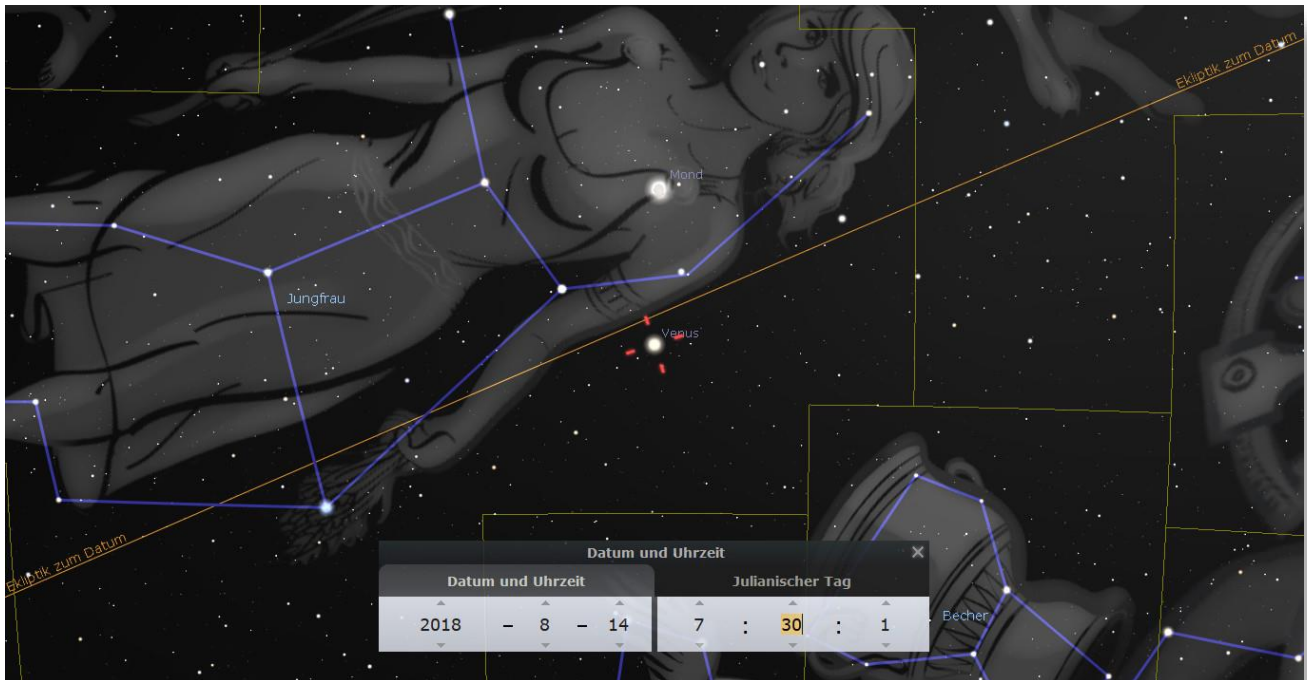 Ekliptik zum Datum
Mond
Jungfrau
Venus
Ekliptik zum Datum
Datum und Uhrzeit ×
Datum und Uhrzeit Julianischer Tag
2018 – 8 – 14 7 : 30 : 1
Becher